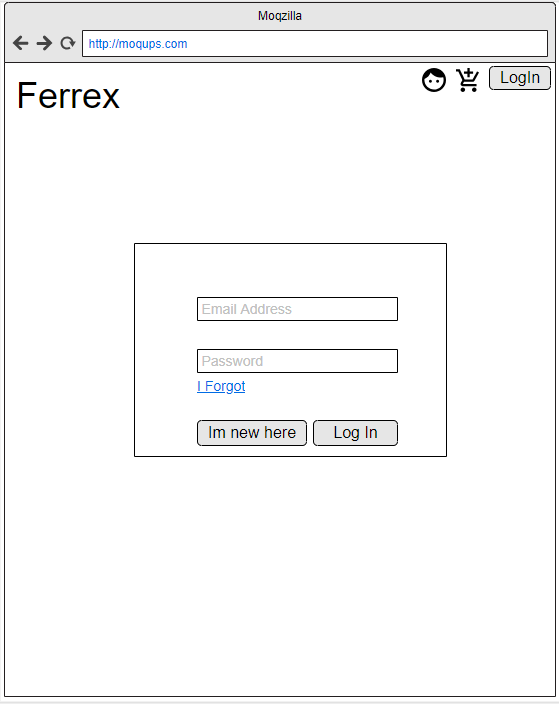 Moqzilla
http://moqups.com
Ferrex
LogIn
Email Address
Password
I Forgot
Im new here
Log In